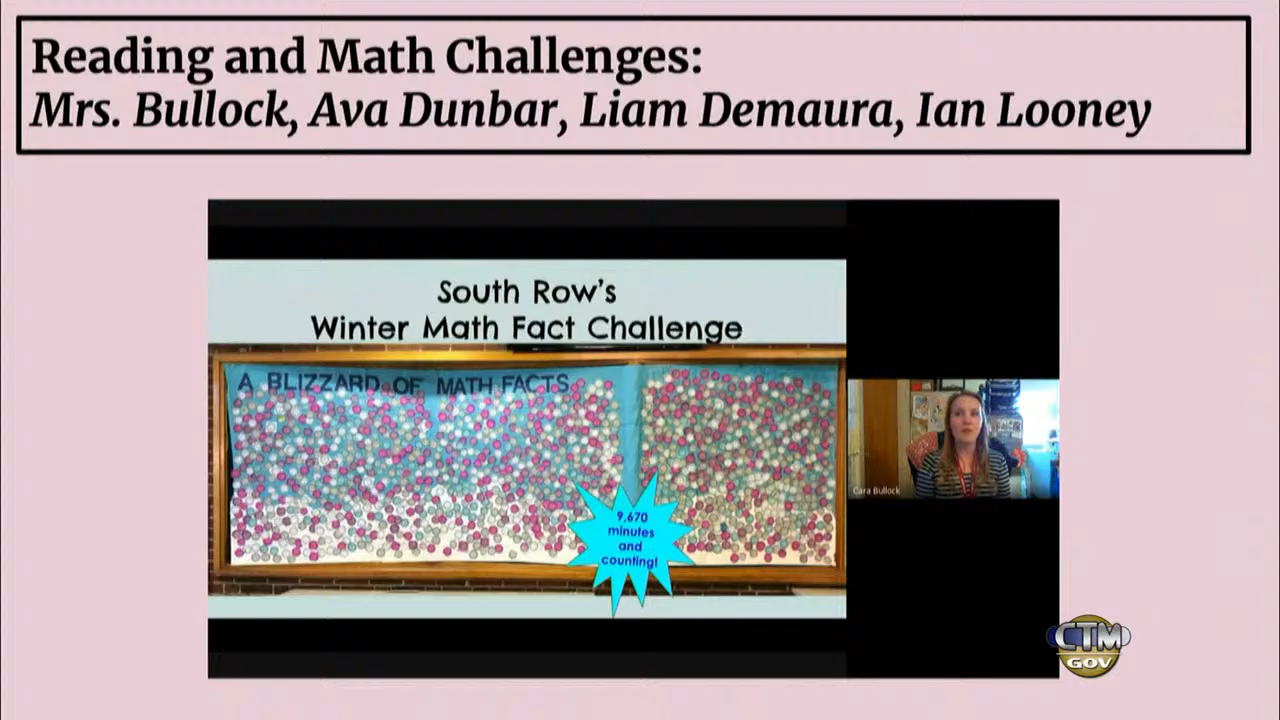 Reading and Math Challenges:
Mrs. Bullock, Ava Dunbar, Liam Demaura, Ian Looney
South Row's
Winter Math Fact Challenge
A BLIZZARD OF MATH FACTS
9,670
minutes
and
counting!
Cara Bullock
CTM
GOV